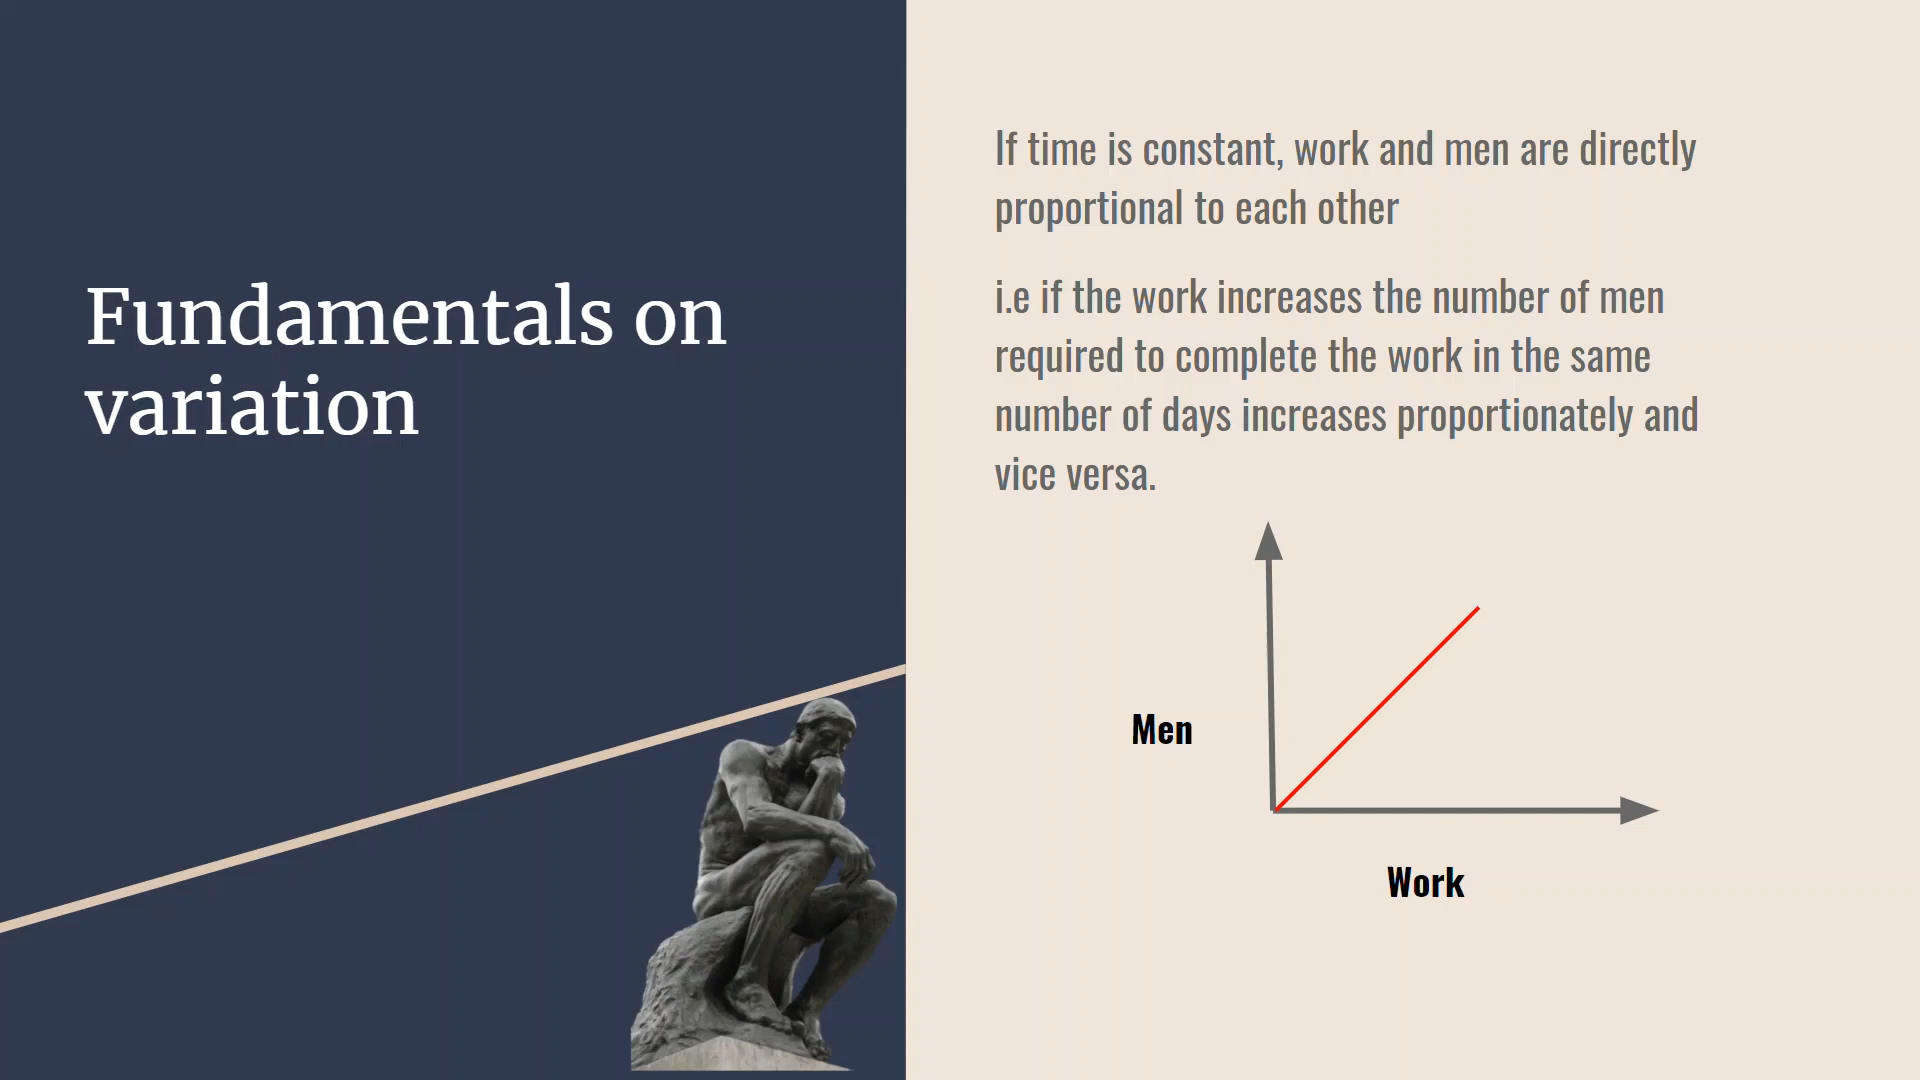 Fundamentals on
variation
If time is constant, work and men are directly
proportional to each other
i.e if the work increases the number of men
required to complete the work in the same
number of days increases proportionately and
vice versa.
Men
Work